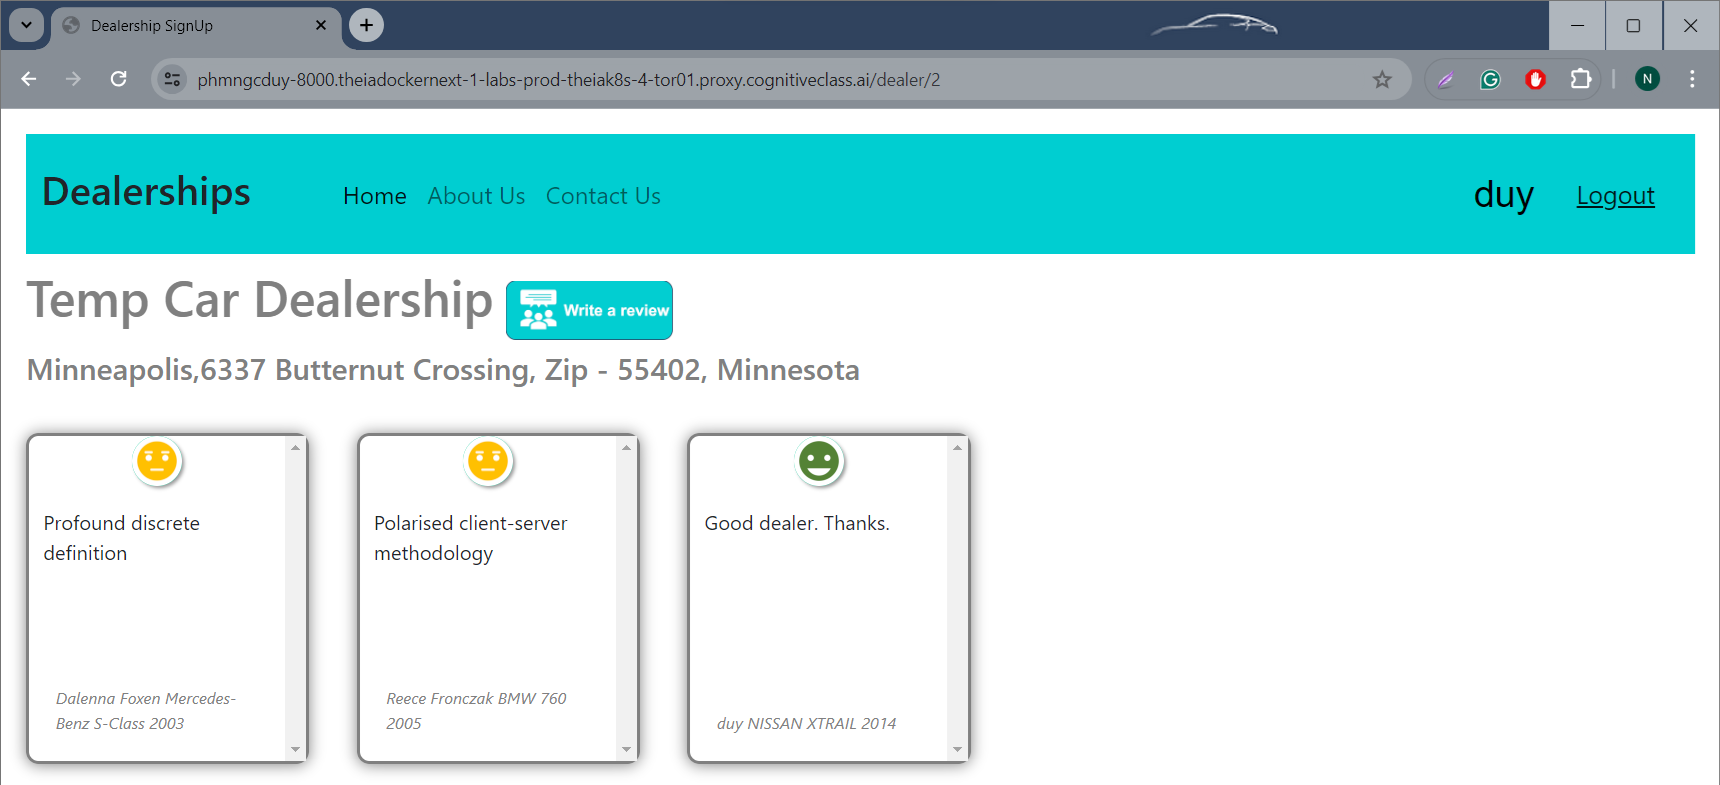 Dealership SignUp
phmngcduy-8000.theiadockernext-1-labs-prod-theiak8s-4-tor01.proxy.cognitiveclass.ai/dealer/2
N
Dealerships
Home About Us Contact Us
duy Logout
Temp Car Dealership
Write a review
Minneapolis,6337 Butternut Crossing, Zip - 55402, Minnesota
Profound discrete
definition
Dalenna Foxen Mercedes-
Benz S-Class 2003
Polarised client-server
methodology
Reece Fronczak BMW 760
2005
Good dealer. Thanks.
duy NISSAN XTRAIL 2014